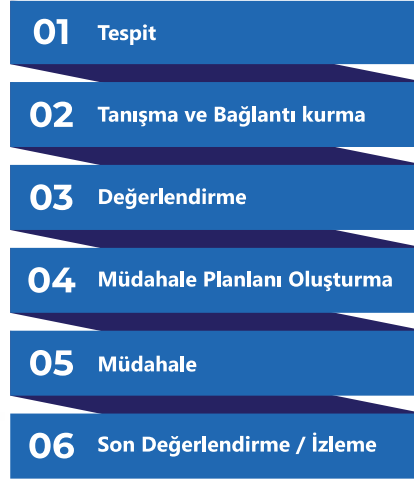 01 Tespit
02 Tanışma ve Bağlantı kurma
03 Değerlendirme
04 Müdahale Planlanı Oluşturma
05 Müdahale
06 Son Değerlendirme / İzleme